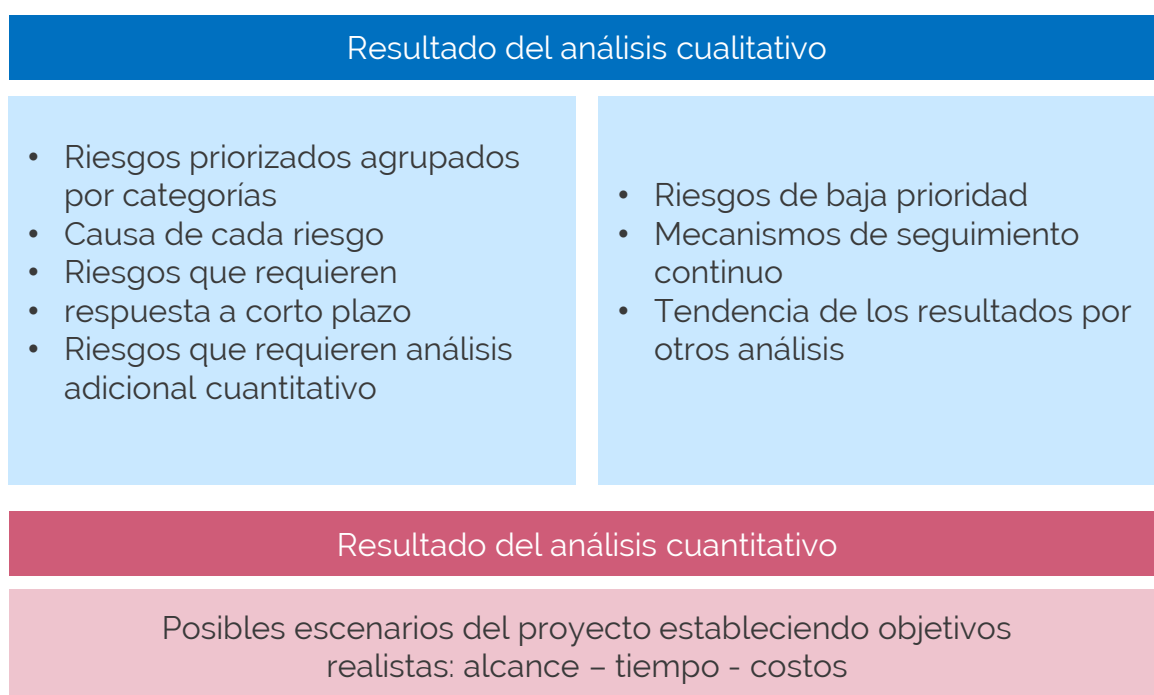 Resultado del análisis cualitativo
• Riesgos priorizados agrupados
por categorías
• Causa de cada riesgo
• Riesgos que requieren
• respuesta a corto plazo
• Riesgos que requieren análisis
adicional cuantitativo
• Riesgos de baja prioridad
• Mecanismos de seguimiento
continuo
• Tendencia de los resultados por
otros análisis
Resultado del análisis cuantitativo
Posibles escenarios del proyecto estableciendo objetivos
realistas: alcance – tiempo - costos